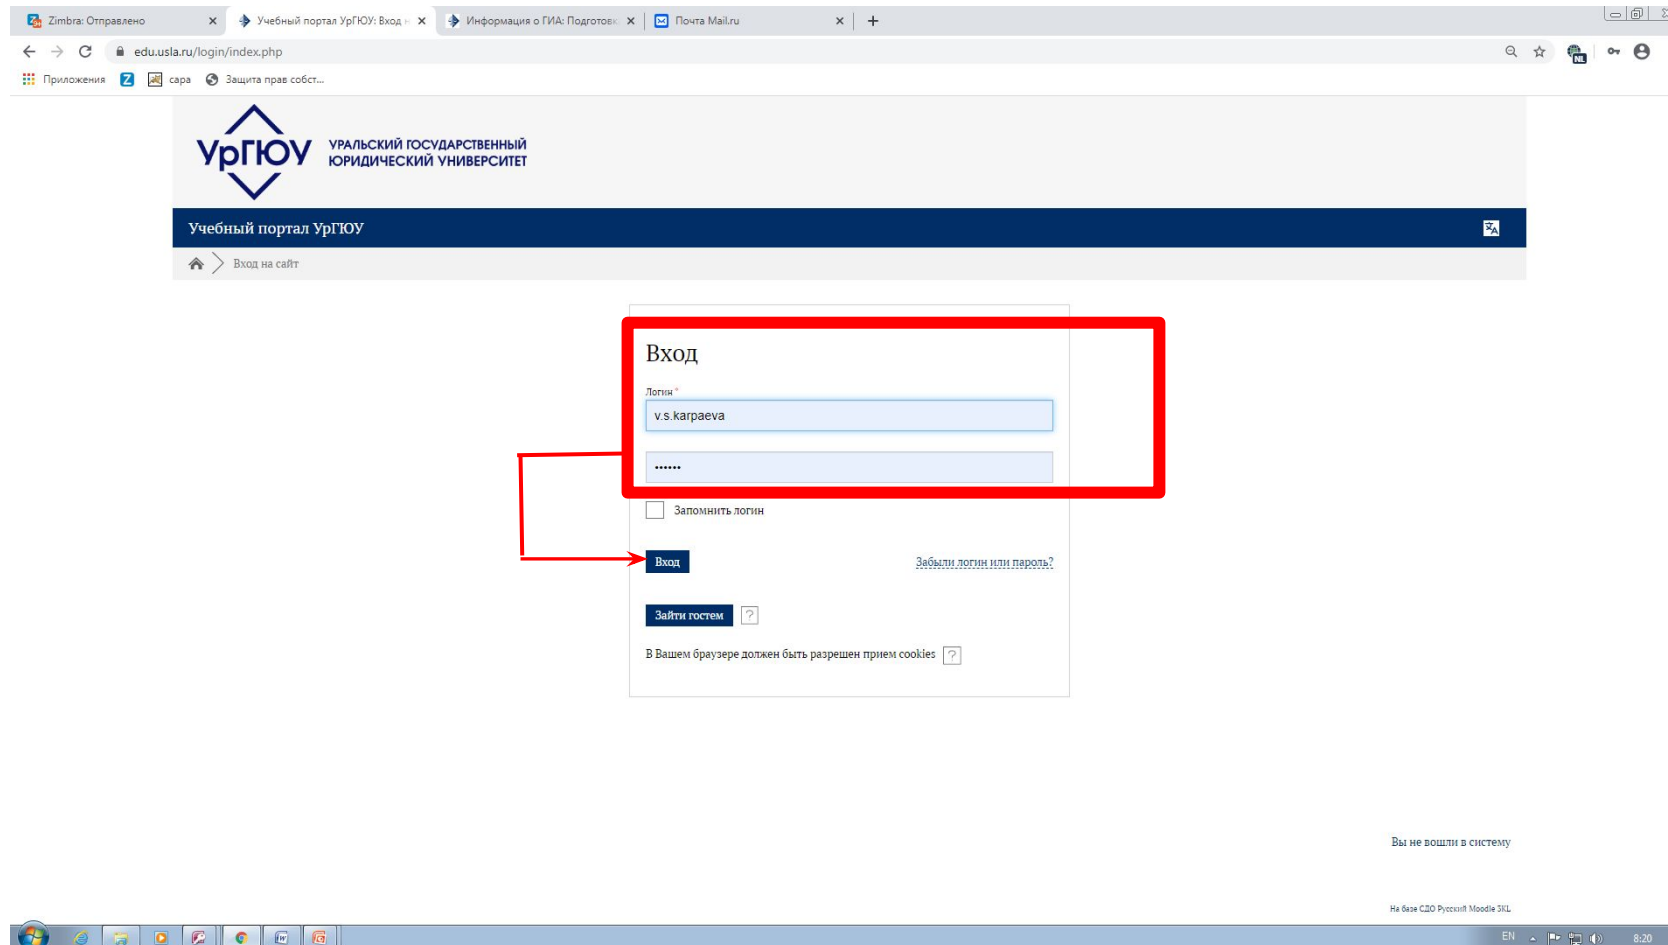 Zimbra: Отправлено
Учебный портал УрГЮУ: Вход н
Информация о ГИА: Подготовк
Почта Mail.ru
edu.usla.ru/login/index.php
NL
Приложения
сара
Защита прав собст...
УрГЮУ
УРАЛЬСКИЙ ГОСУДАРСТВЕННЫЙ
ЮРИДИЧЕСКИЙ УНИВЕРСИТЕТ
Учебный портал УрГЮУ
Вход на сайт
Вход
Логин *
v.s.karpaeva
••••••
Запомнить логин
Вход
Забыли логин или пароль?
Зайти гостем ?
В Вашем браузере должен быть разрешен прием cookies ?
Вы не вошли в систему
На базе СДО Русский Moodle 3KL
EN
8:20